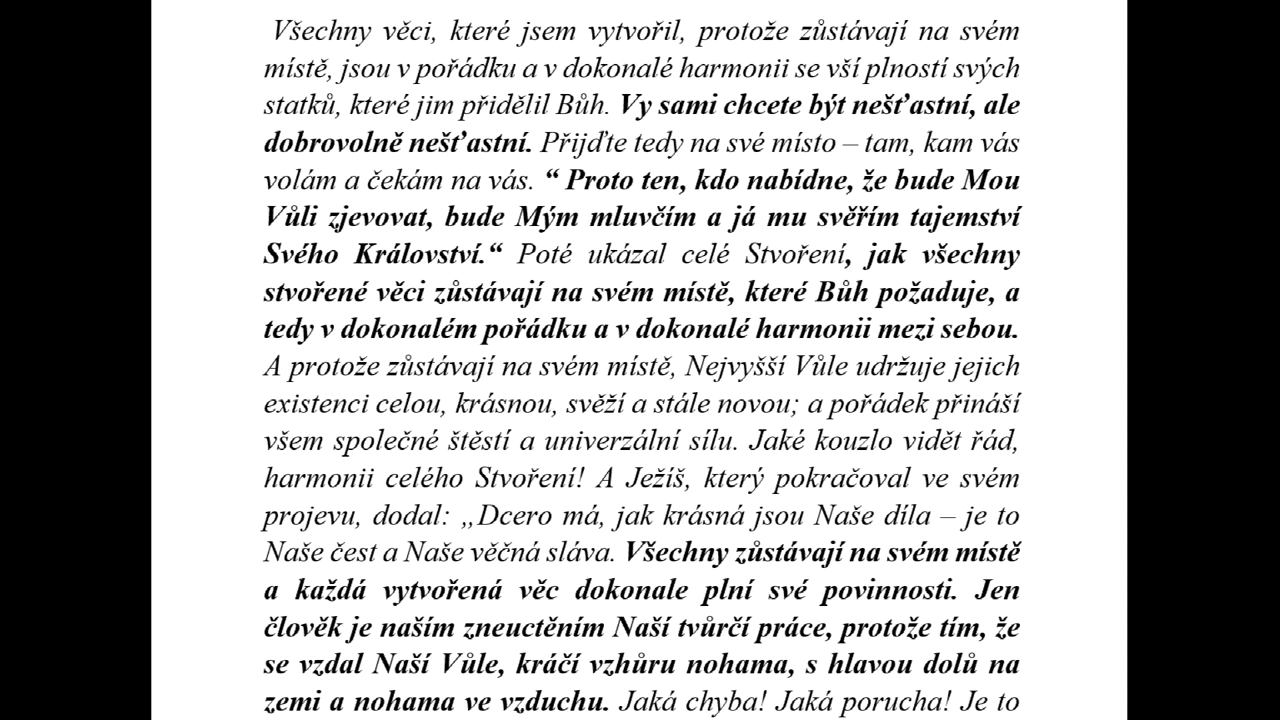 Všechny věci, které jsem vytvořil, protože zůstávají na svém
místě, jsou v pořádku a v dokonalé harmonii se vší plností svých
statků, které jim přidělil Bůh. Vy sami chcete být nešťastní, ale
dobrovolně nešťastní. Přijďte tedy na své místo – tam, kam vás
volám a čekám na vás. “ Proto ten, kdo nabídne, že bude Mou
Vůli zjevovat, bude Mým mluvčím a já mu svěřím tajemství
Svého Království.“ Poté ukázal celé Stvoření, jak všechny
stvořené věci zůstávají na svém místě, které Bůh požaduje, a
tedy v dokonalém pořádku a v dokonalé harmonii mezi sebou.
A protože zůstávají na svém místě, Nejvyšší Vůle udržuje jejich
existenci celou, krásnou, svěží a stále novou; a pořádek přináší
všem společné štěstí a univerzální sílu. Jaké kouzlo vidět řád,
harmonii celého Stvoření! A Ježíš, který pokračoval ve svém
projevu, dodal: „Dcero má, jak krásná jsou Naše díla – je to
Naše čest a Naše věčná sláva. Všechny zůstávají na svém místě
a každá vytvořená věc dokonale plní své povinnosti. Jen
člověk je naším zneuctěním Naší tvůrčí práce, protože tím, že
se vzdal Naší Vůle, kráčí vzhůru nohama, s hlavou dolů na
zemi a nohama ve vzduchu. Jaká chyba! Jaká porucha! Je to